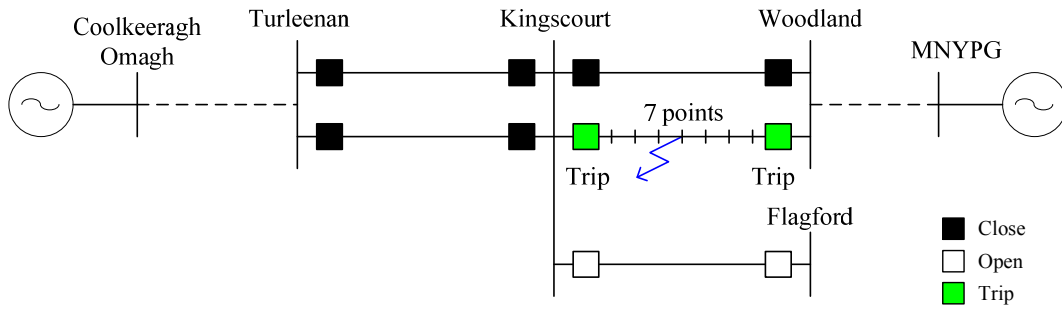 Turleenan
Kingscourt
Woodland
Coolkeeragh
Omagh
MNYPG
7 points
Trip
Trip
Flagford
Close
Open
Trip